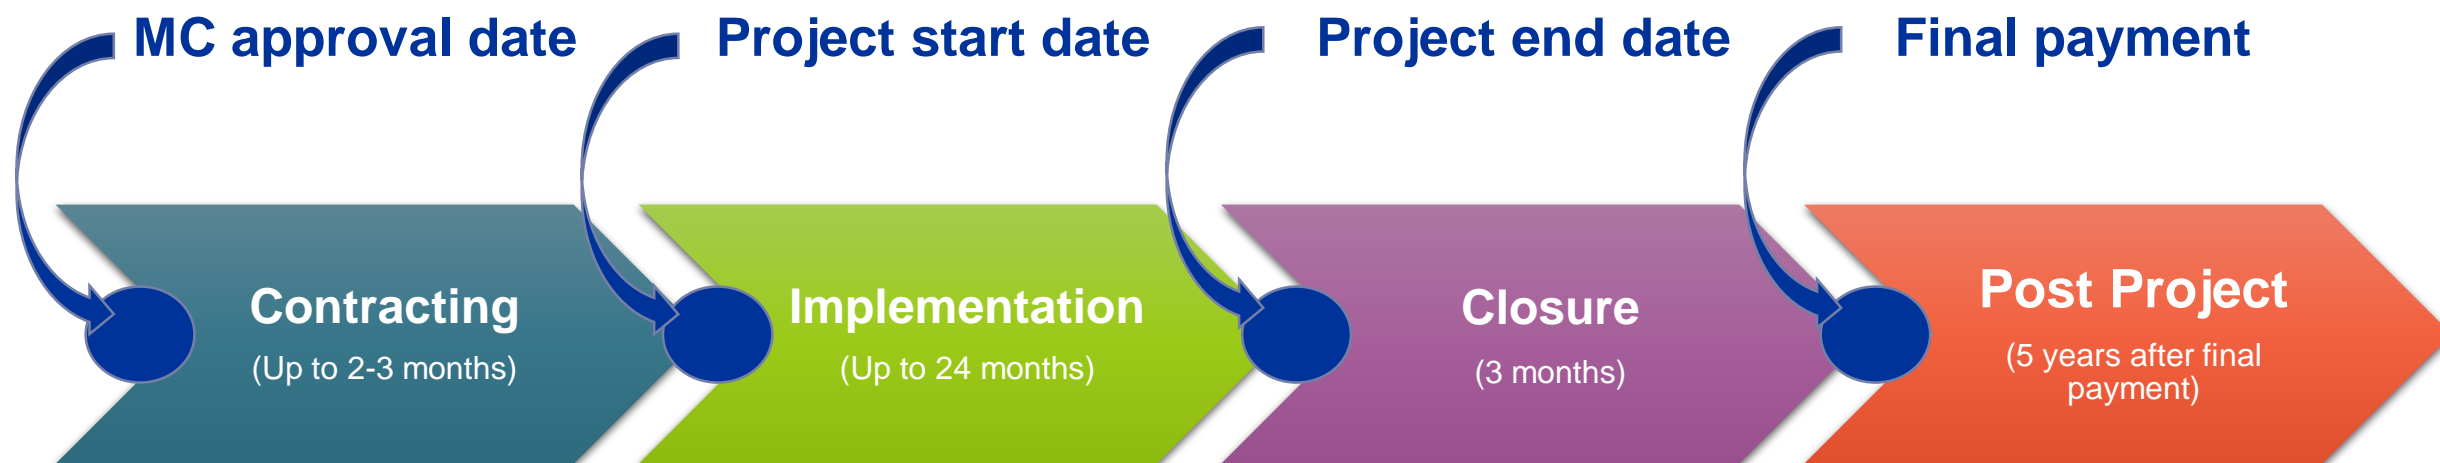 MC approval date
Project start date
Project end date
Final payment
Contracting
(Up to 2-3 months)
Implementation
(Up to 24 months)
Closure
(3 months)
Post Project
(5 years after final
payment)